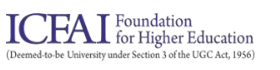 ICFAI Foundation
for Higher Education
(Deemed-to-be University under Section 3 of the UGC Act, 1956)